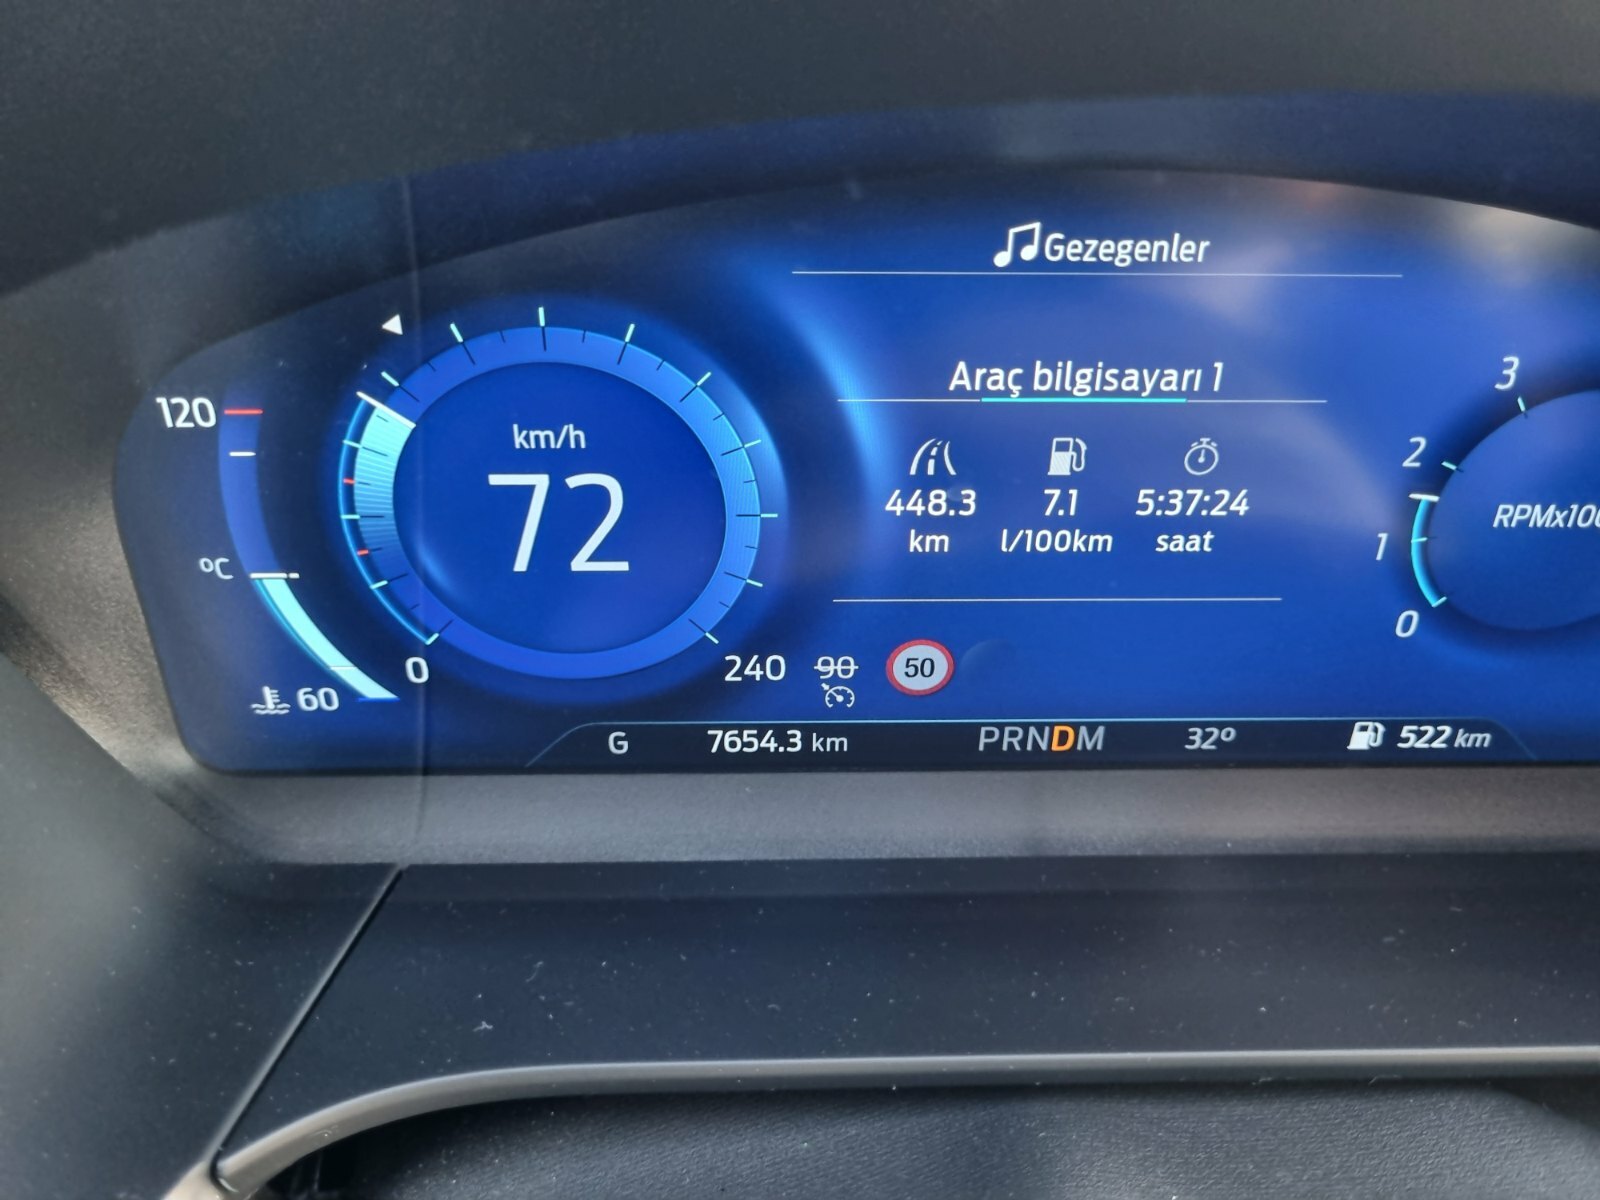 Gezegenler
Araç bilgisayarı 1
448.3 7.1 5:37:24
km l/100km saat
120
°C
60
km/h
72
0
240
90
50
3
2
1
0
RPMx100
G 7654.3 km PRNDM 32° 522 km